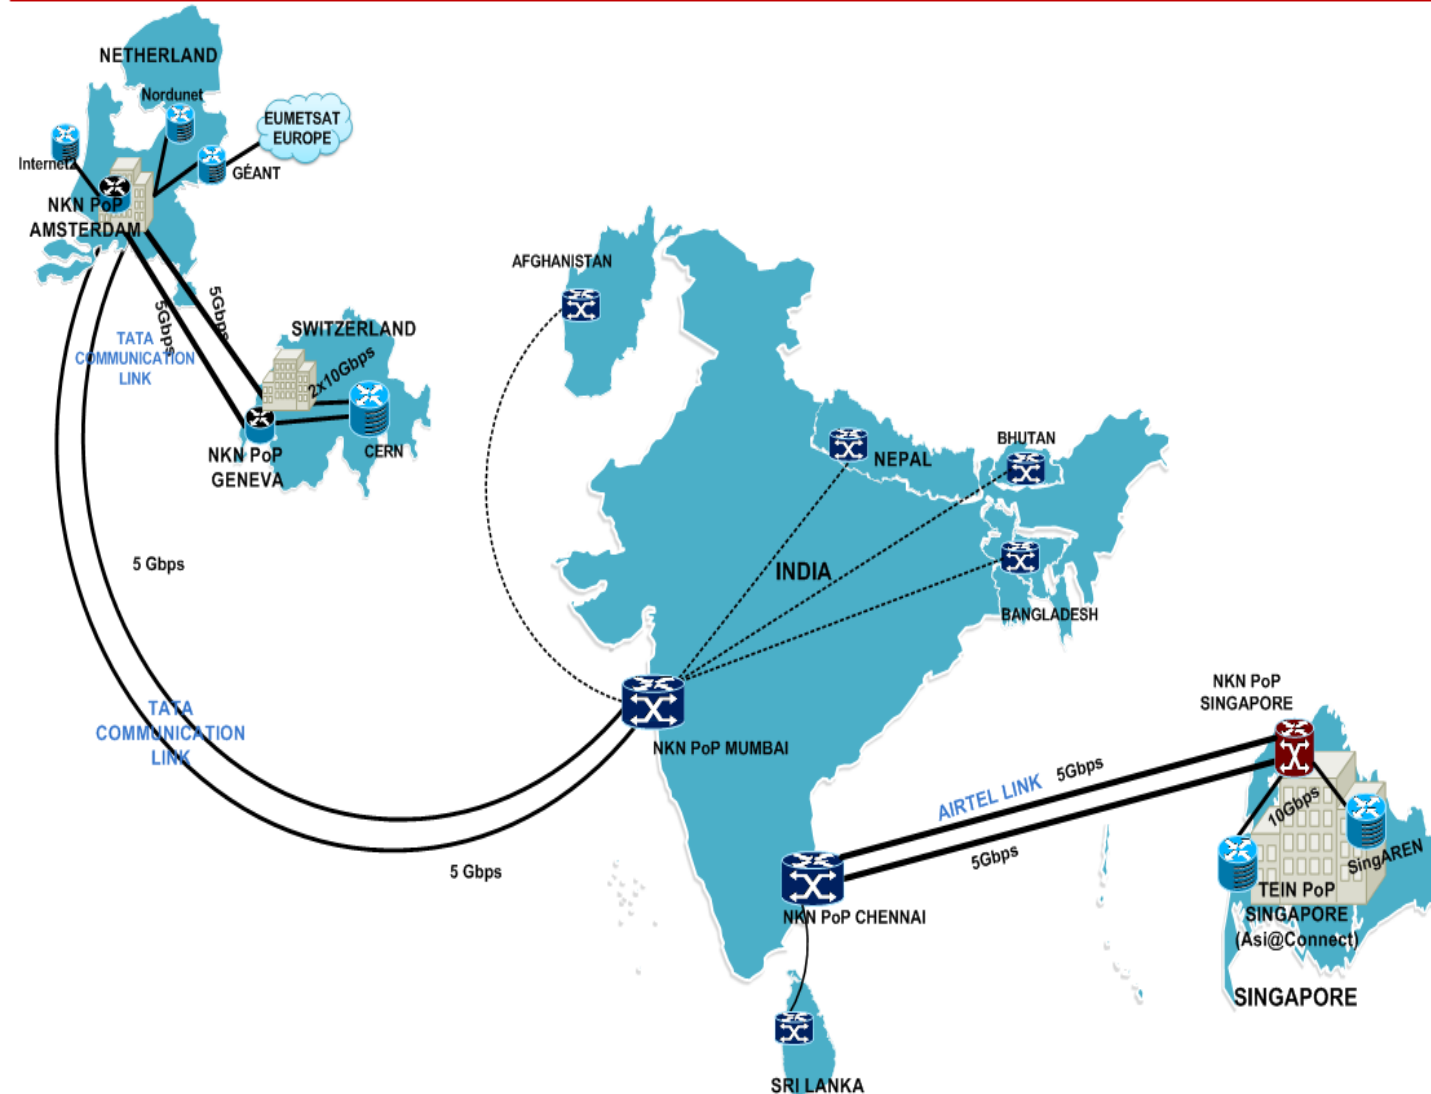 NETHERLAND
Nordunet
EUMETSAT
EUROPE
Internet2
GÉANT
NKN PoP
AMSTERDAM
5Gbps
5Gbps
TATA
COMMUNICATION
LINK
SWITZERLAND
2x10Gbps
CERN
NKN PoP
GENEVA
AFGHANISTAN
NEPAL
BHUTAN
INDIA
BANGLADESH
5 Gbps
TATA
COMMUNICATION
LINK
5 Gbps
NKN PoP MUMBAI
NKN PoP
SINGAPORE
AIRTEL LINK
5Gbps
5Gbps
10Gbps
SingAREN
TEIN PoP
SINGAPORE
(Asi@Connect)
SINGAPORE
NKN PoP CHENNAI
SRI LANKA